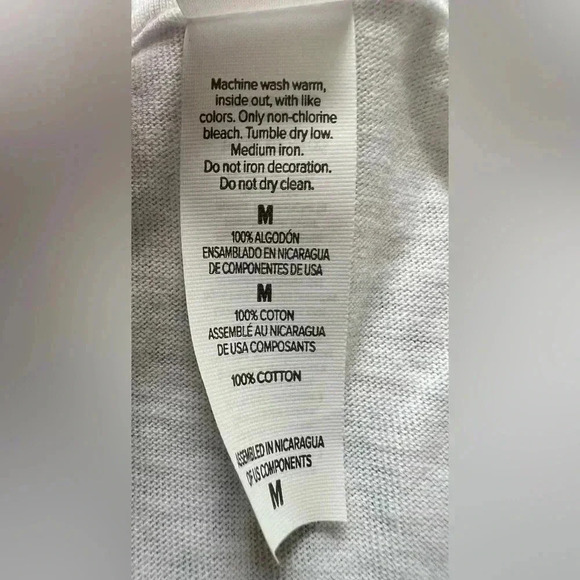 Machine wash warm,
inside out, with like
colors. Only non-chlorine
bleach. Tumble dry low.
Medium iron.
Do not iron decoration.
Do not dry clean.
M
100% ALGODÓN
ENSAMBLADO EN NICARAGUA
DE COMPONENTES DE USA
M
100% COTON
ASSEMBLÉ AU NICARAGUA
DE USA COMPOSANTS
100% COTTON
ASSEMBLED IN NICARAGUA
OF US COMPONENTS
M